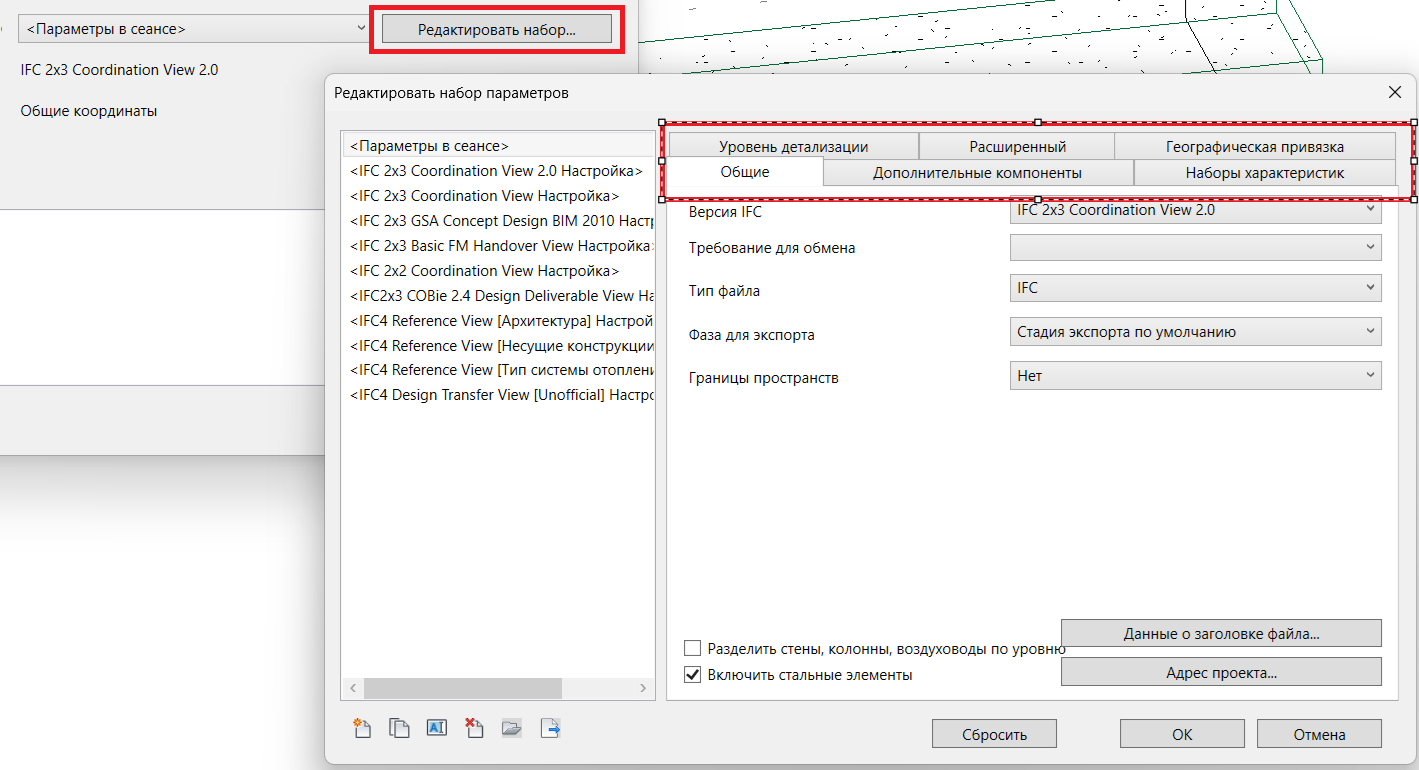 <Параметры в сеансе>
Редактировать набор...
IFC 2x3 Coordination View 2.0
Общие координаты
Редактировать набор параметров
<Параметры в сеансе>
<IFC 2x3 Coordination View 2.0 Настройка>
<IFC 2x3 Coordination View Настройка>
<IFC 2x3 GSA Concept Design BIM 2010 Наст
<IFC 2x3 Basic FM Handover View Настройка>
<IFC 2x2 Coordination View Настройка>
<IFC2x3 COBie 2.4 Design Deliverable View На
<IFC4 Reference View [Архитектура] Настрой
<IFC4 Reference View [Несущие конструкции
<IFC4 Reference View [Тип системы отоплени
<IFC4 Design Transfer View [Unofficial] Настро
Уровень детализации
Расширенный
Географическая привязка
Общие
Дополнительные компоненты
Наборы характеристик
Версия IFC
IFC 2x3 Coordination View 2.0
Требование для обмена
Тип файла
IFC
Фаза для экспорта
Стадия экспорта по умолчанию
Границы пространств
Нет
Разделить стены, колонны, воздуховоды по уровню
Включить стальные элементы
Данные о заголовке файла...
Адрес проекта...
Сбросить
ОК
Отмена